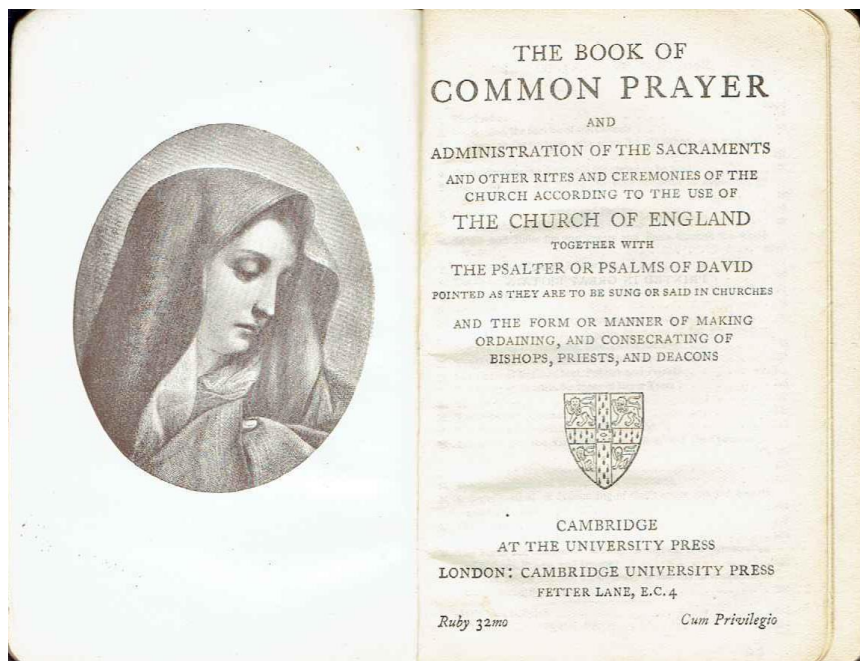 THE BOOK OF
COMMON PRAYER
AND
ADMINISTRATION OF THE SACRAMENTS
AND OTHER RITES AND CEREMONIES OF THE
CHURCH ACCORDING TO THE USE OF
THE CHURCH OF ENGLAND
TOGETHER WITH
THE PSALTER OR PSALMS OF DAVID
POINTED AS THEY ARE TO BE SUNG OR SAID IN CHURCHES
AND THE FORM OR MANNER OF MAKING
ORDAINING, AND CONSECRATING OF
BISHOPS, PRIESTS, AND DEACONS
CAMBRIDGE
AT THE UNIVERSITY PRESS
LONDON: CAMBRIDGE UNIVERSITY PRESS
FETTER LANE, E.C. 4
Ruby 32mo Cum Privilegio